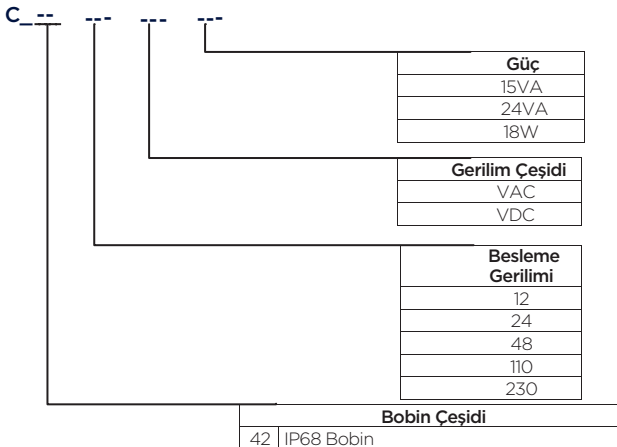 C_-- --- --- ---
Güç
15VA
24VA
18W
Gerilim Çeşidi
VAC
VDC
Besleme
Gerilimi
12
24
48
110
230
Bobin Çeşidi
42 IP68 Bobin